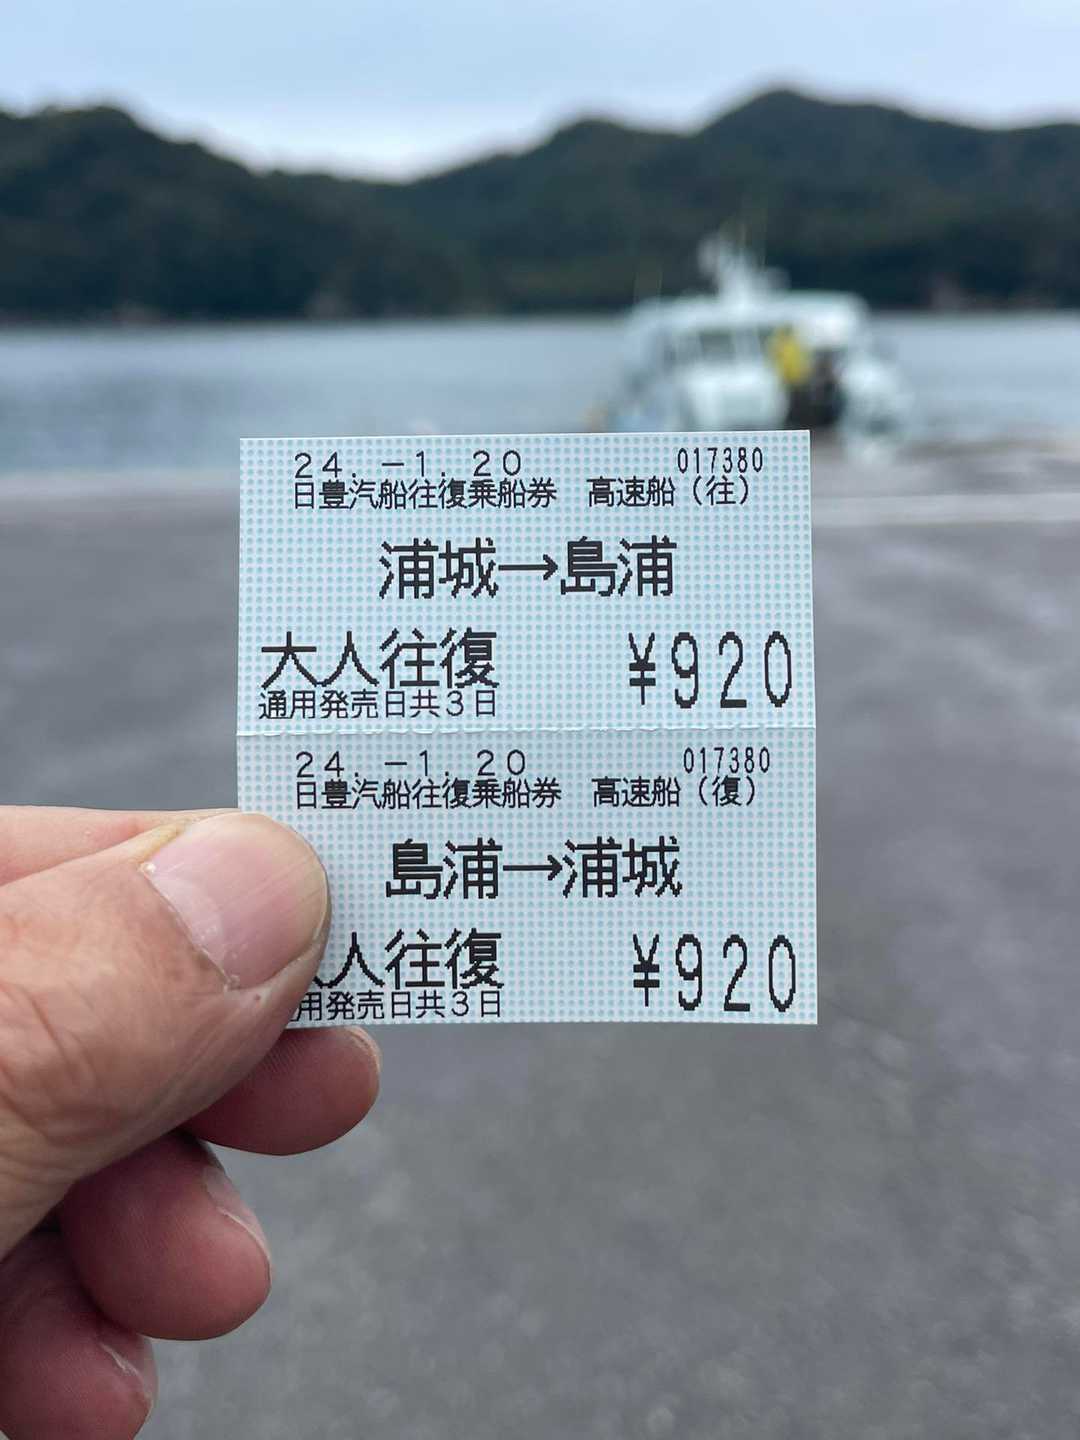 24.-1.20 017380
日豊汽船往復乗船券 高速船(往)
浦城→島浦
大人往復 ¥920
通用発売日共3日
24.-1.20 017380
日豊汽船往復乗船券 高速船(復)
島浦→浦城
人往復 ¥920
用発売日共3日